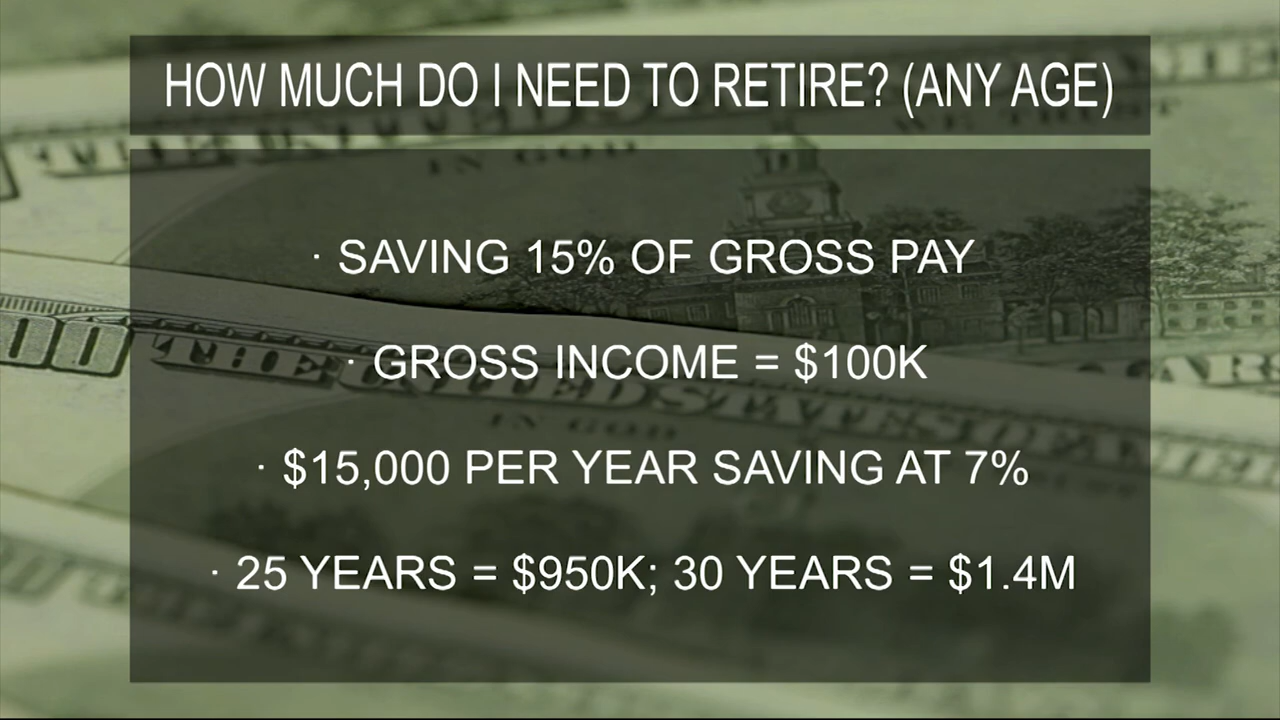 HOW MUCH DO I NEED TO RETIRE? (ANY AGE)
· SAVING 15% OF GROSS PAY
· GROSS INCOME = $100K
· $15,000 PER YEAR SAVING AT 7%
· 25 YEARS = $950K; 30 YEARS = $1.4M